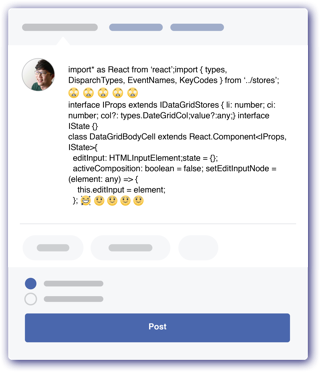 import* as React from 'react';import { types,
DisparchTypes, EventNames, KeyCodes } from '../stores';
interface IProps extends IDataGridStores { li: number; ci:
number; col?: types.DateGridCol;value?:any;} interface
IState {}
class DataGridBodyCell extends React.Component<IProps,
IState>{
editInput: HTMLInputElement;state = {};
activeComposition: boolean = false; setEditInputNode =
(element: any) => {
this.editInput = element;
};
Post